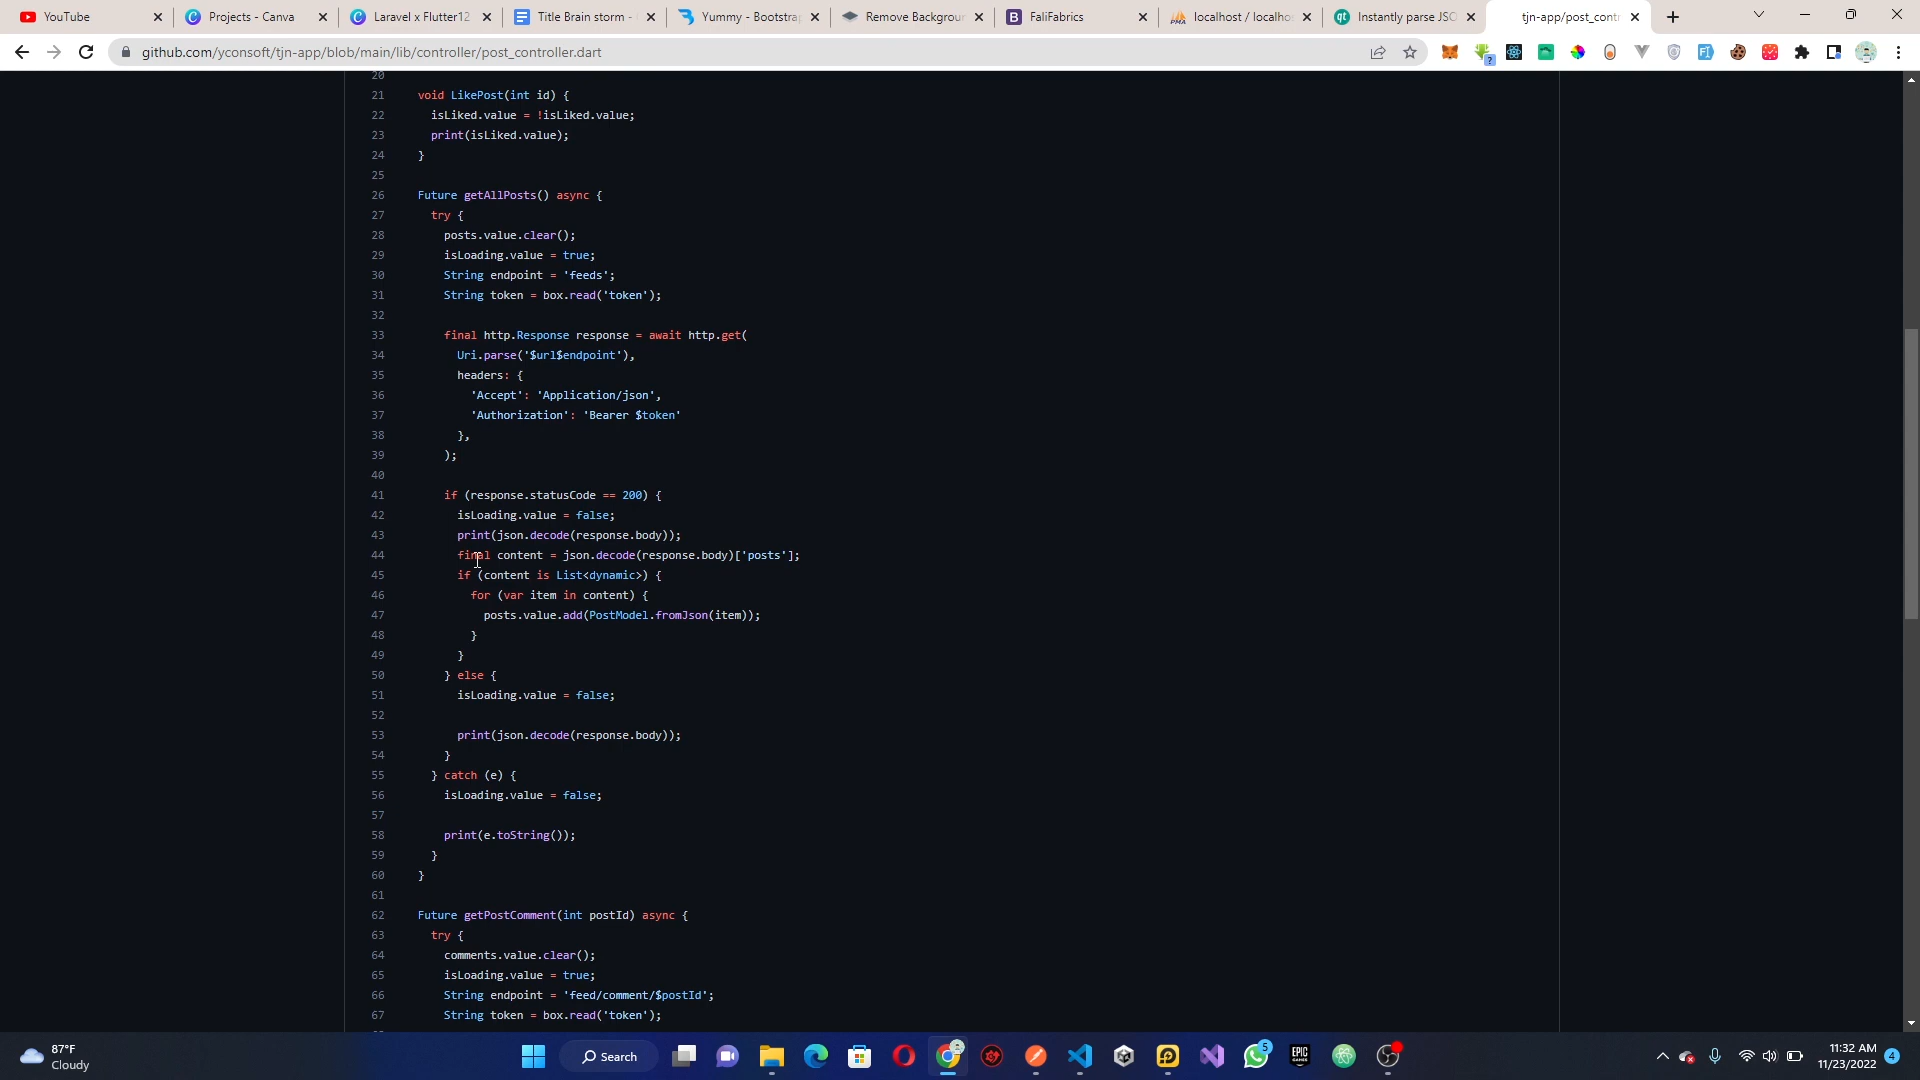 YouTube
Projects - Canva
Laravel x Flutter12
Title Brain storm -
Yummy - Bootstra
Remove Backgrour
FaliFabrics
localhost / localho
Instantly parse JSO
tjn-app/post_contr
github.com/yconsoft/tjn-app/blob/main/lib/controller/post_controller.dart
20
21 void LikePost(int id) {
22 isLiked.value = !isLiked.value;
23 print(isLiked.value);
24 }
25
26 Future getAllPosts() async {
27 try {
28 posts.value.clear();
29 isLoading.value = true;
30 String endpoint = 'feeds';
31 String token = box.read('token');
32
33 final http.Response response = await http.get(
34 Uri.parse('$url$endpoint'),
35 headers: {
36 'Accept': 'Application/json',
37 'Authorization': 'Bearer $token'
38 },
39 );
40
41 if (response.statusCode == 200) {
42 isLoading.value = false;
43 print(json.decode(response.body));
44 final content = json.decode(response.body)['posts'];
45 if (content is List<dynamic>) {
46 for (var item in content) {
47 posts.value.add(PostModel.fromJson(item));
48 }
49 }
50 } else {
51 isLoading.value = false;
52
53 print(json.decode(response.body));
54 }
55 } catch (e) {
56 isLoading.value = false;
57
58 print(e.toString());
59 }
60 }
61
62 Future getPostComment(int postId) async {
63 try {
64 comments.value.clear();
65 isLoading.value = true;
66 String endpoint = 'feed/comment/$postId';
67 String token = box.read('token');
87°F
Cloudy
Search
5
EPIC GAMES
11:32 AM
11/23/2022
4